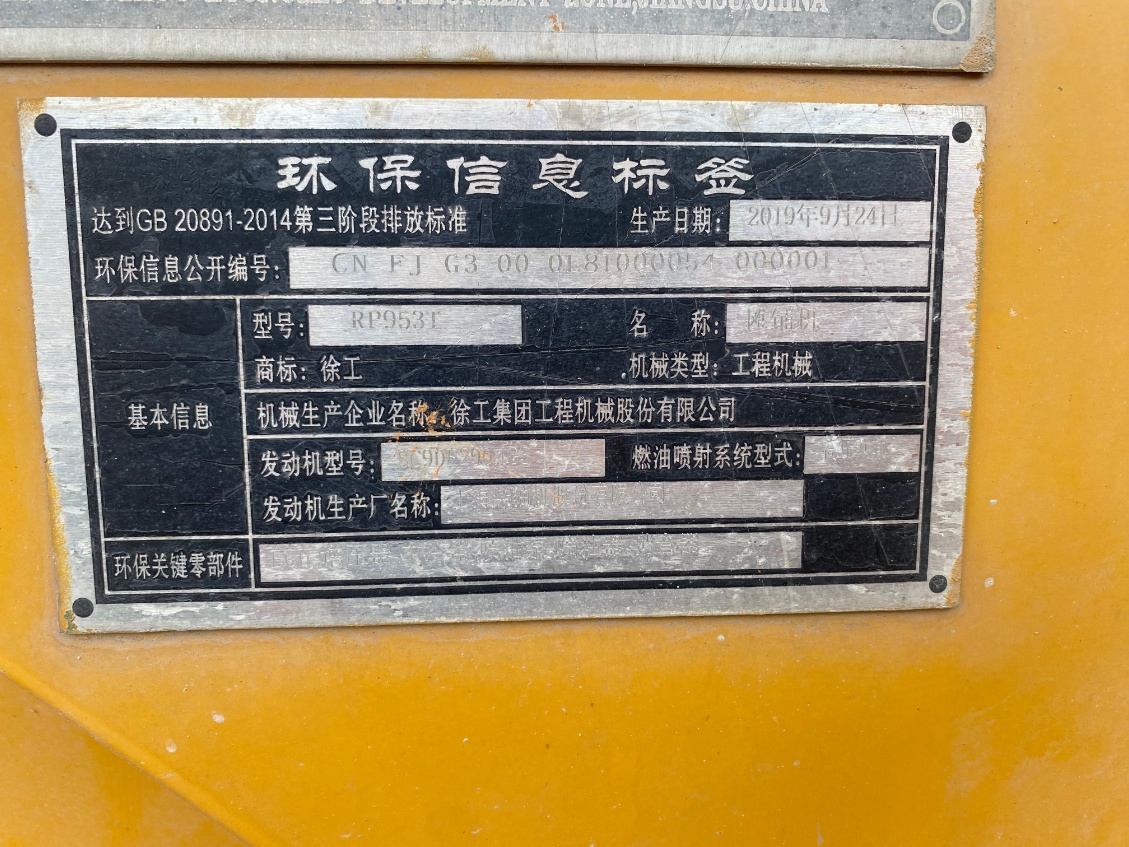 DEVELOPMENT ZONE,JIANGSU,CHINA
环保信息标签
达到GB 20891-2014第三阶段排放标准 生产日期: 2019年9月24日
环保信息公开编号: CN FJ G3 00 0L81000054 000001
型号: RP953T 名 称: 摊铺机
商标: 徐工 机械类型: 工程机械
基本信息
机械生产企业名称: 徐工集团工程机械股份有限公司
发动机型号: 燃油喷射系统型式:
发动机生产厂名称:
环保关键零部件